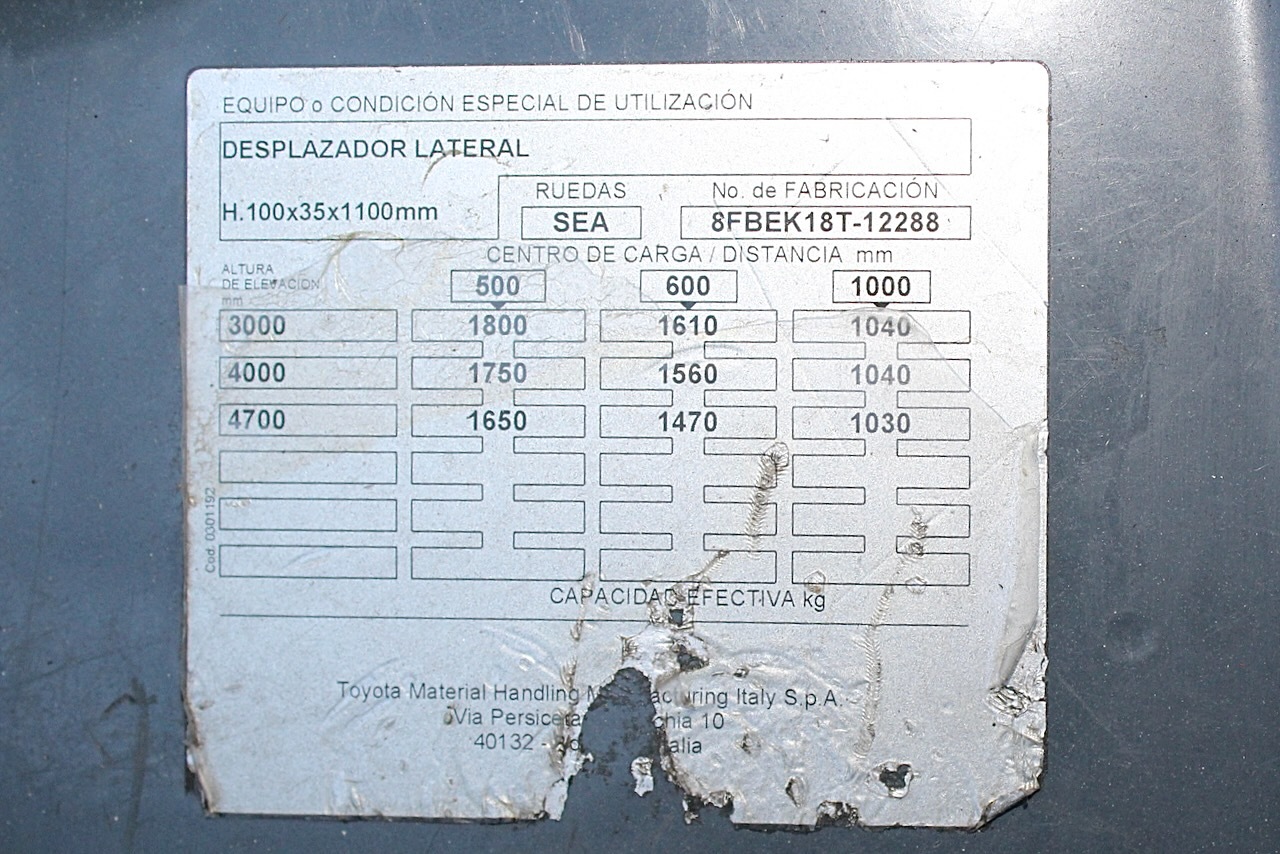 EQUIPO o CONDICIÓN ESPECIAL DE UTILIZACIÓN
DESPLAZADOR LATERAL
H.100x35x1100mm
RUEDAS No. de FABRICACIÓN
SEA 8FBEK18T-12288
CENTRO DE CARGA / DISTANCIA mm
ALTURA
DE ELEVACION
mm
500 600 1000
3000 1800 1610 1040
4000 1750 1560 1040
4700 1650 1470 1030
Cod. 0301192
CAPACIDAD EFECTIVA kg
Toyota Material Handling Italy S.p.A.
Via 10
40132 -